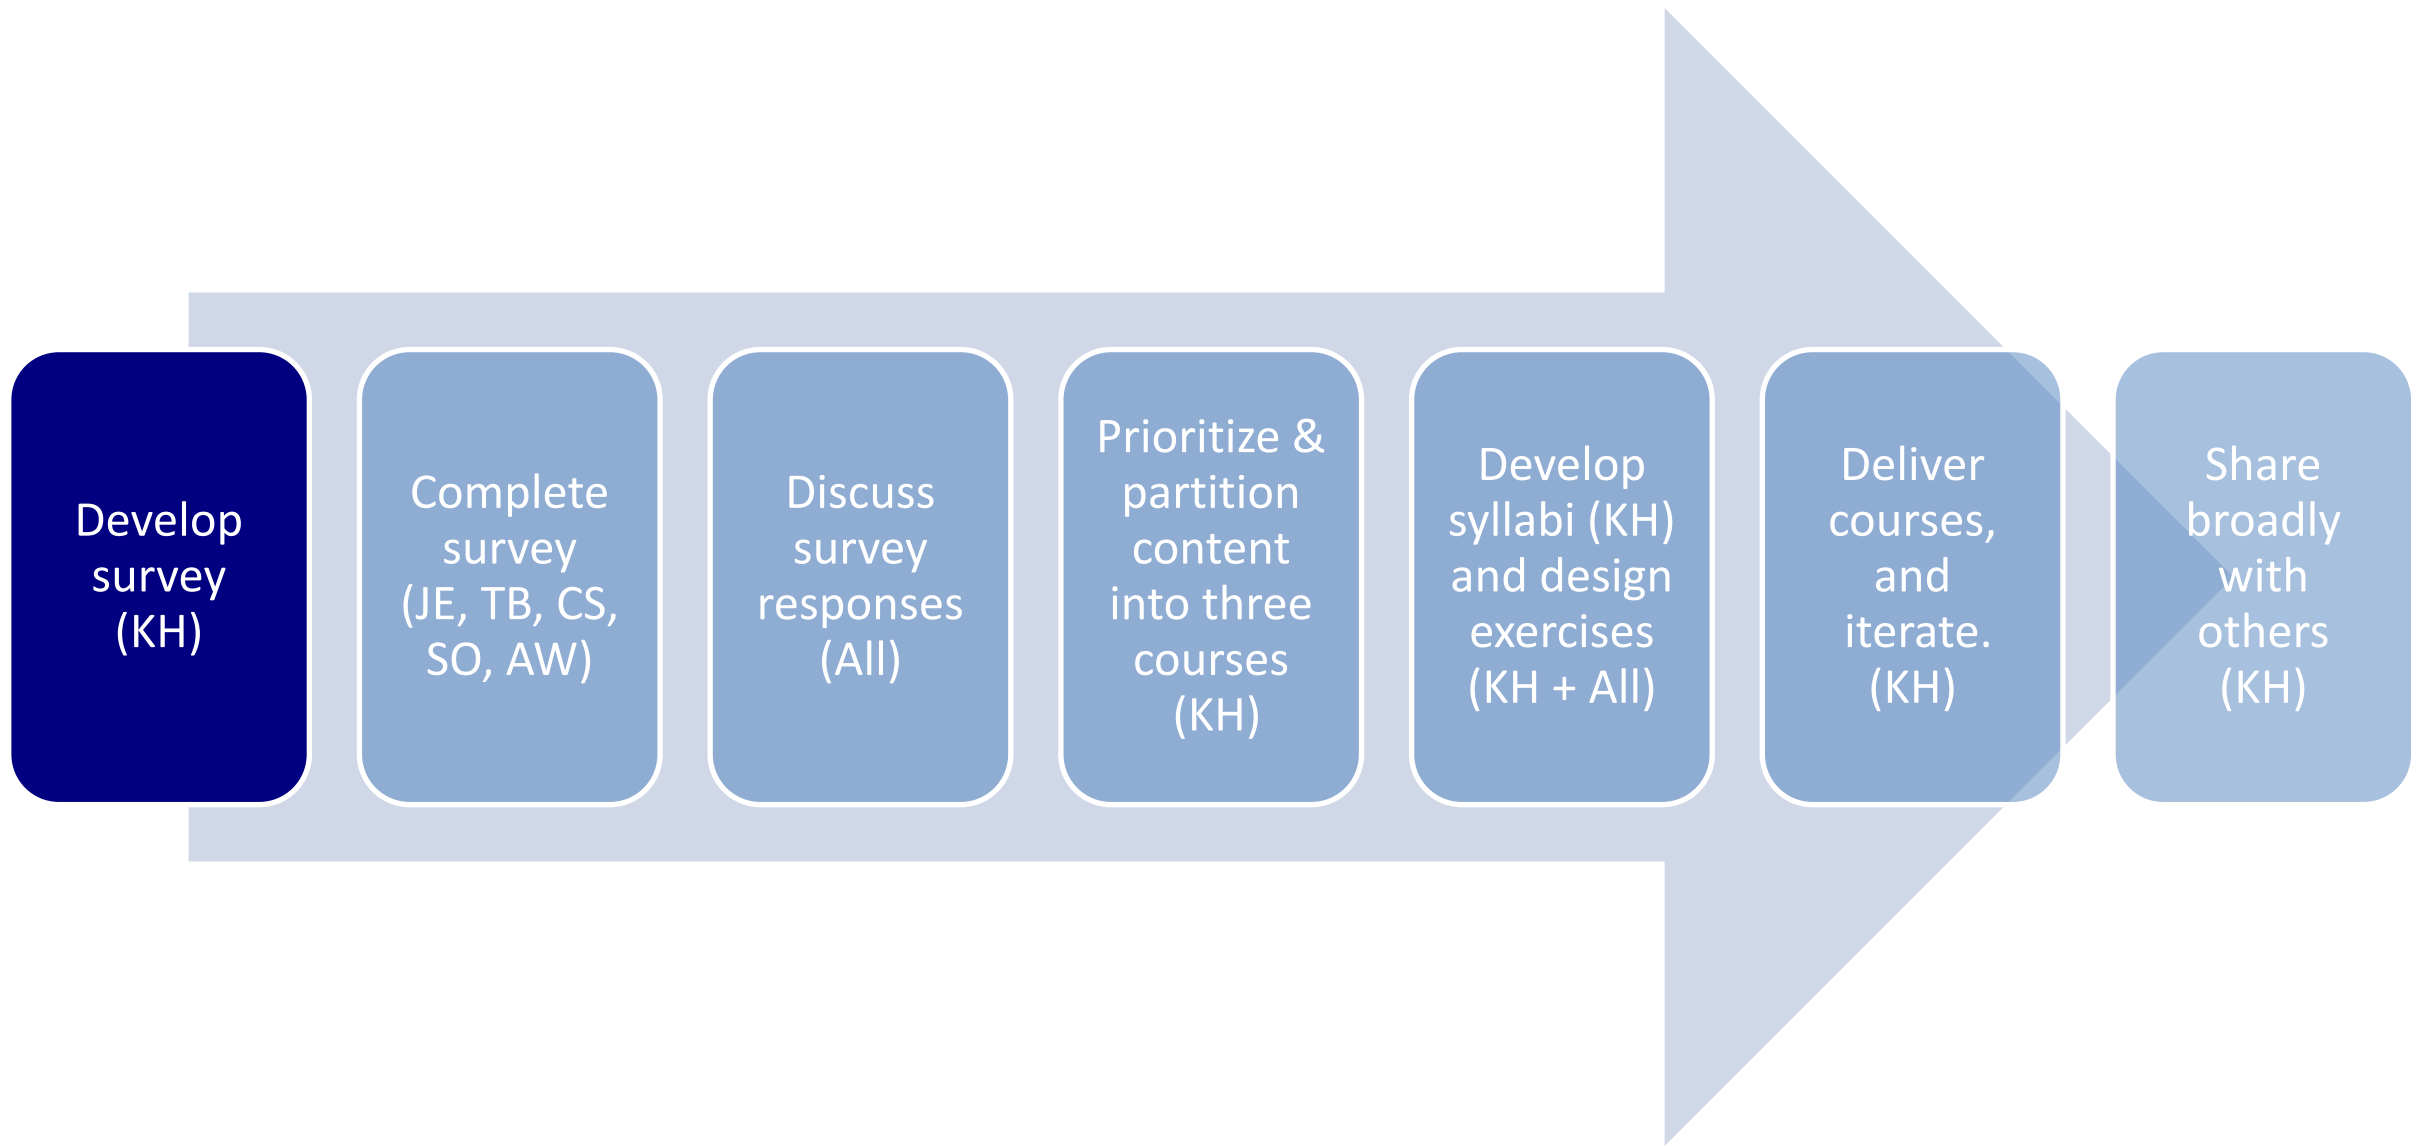 Develop
survey
(KH)
Complete
survey
(JE, TB, CS,
SO, AW)
Discuss
survey
responses
(All)
Prioritize &
partition
content
into three
courses
(KH)
Develop
syllabi (KH)
and design
exercises
(KH + All)
Deliver
courses,
and
iterate.
(KH)
Share
broadly
with
others
(KH)